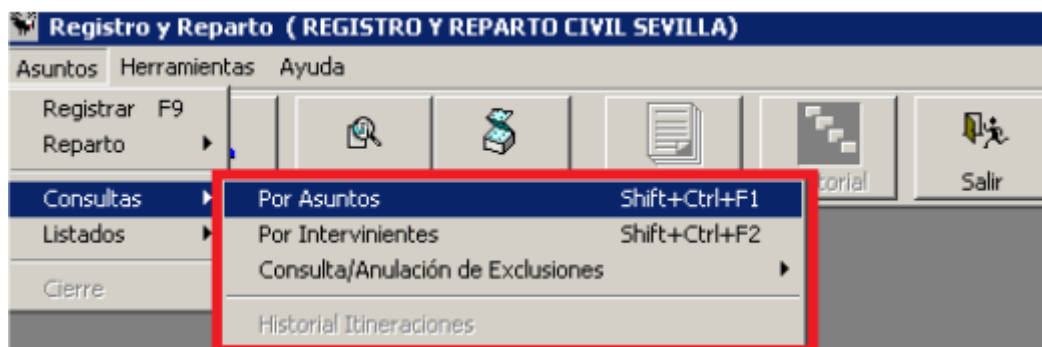 Registro y Reparto ( REGISTRO Y REPARTO CIVIL SEVILLA)
Asuntos Herramientas Ayuda
Registrar F9
Reparto
Consultas
Listados
Cierre
Por Asuntos Shift+Ctrl+F1
Por Intervinientes Shift+Ctrl+F2
Consulta/Anulación de Exclusiones
Historial Itineraciones
Salir